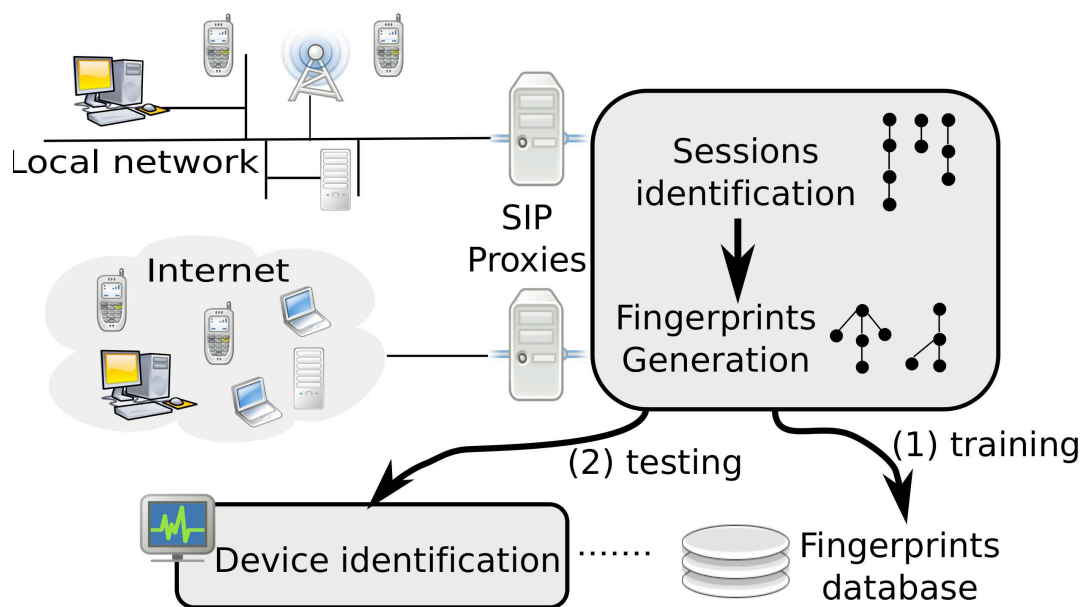 Local network
SIP
Proxies
Sessions
identification
Internet
Fingerprints
Generation
(2) testing
(1) training
Device identification
.......
Fingerprints
database